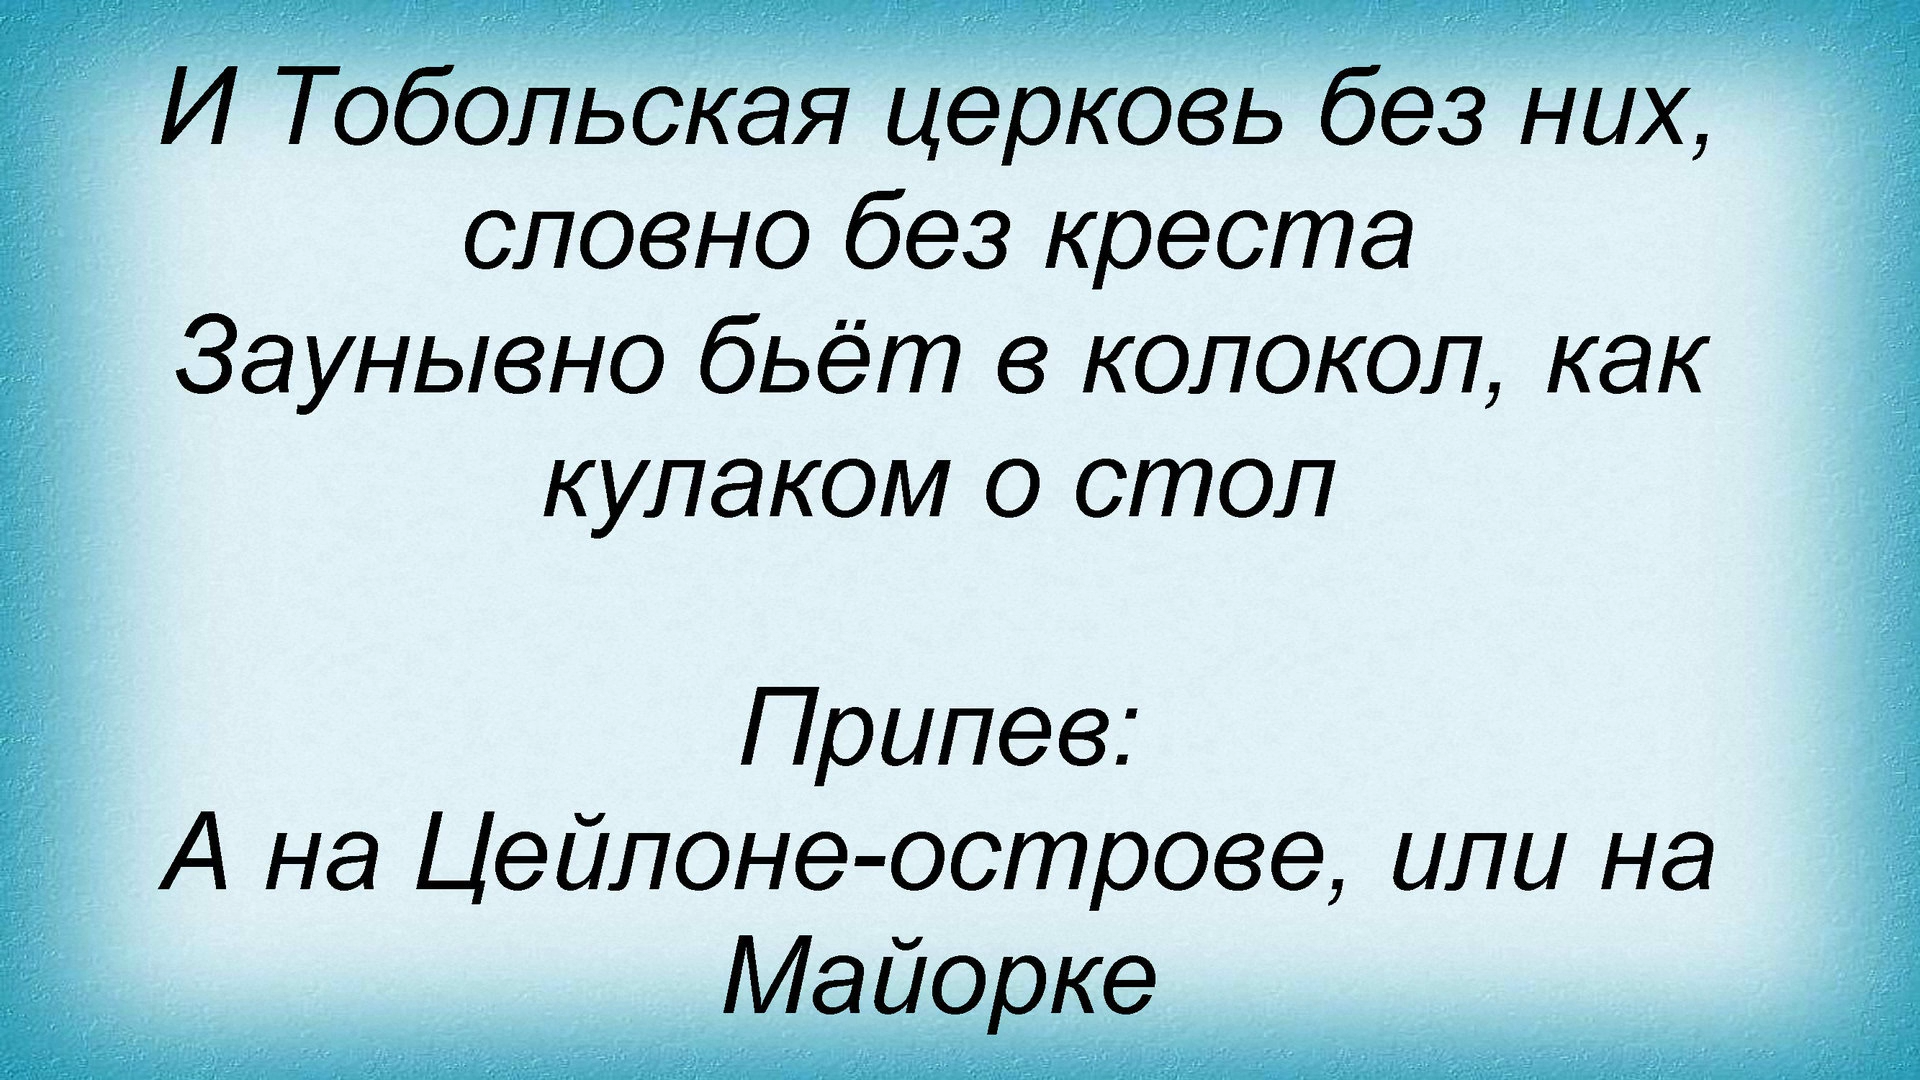 И Тобольская церковь без них,
словно без креста
Заунывно бьёт в колокол, как
кулаком о стол
Припев:
А на Цейлоне-острове, или на
Майорке